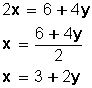 2x = 6 + 4y
x = (6 + 4y)/2
x = 3 + 2y